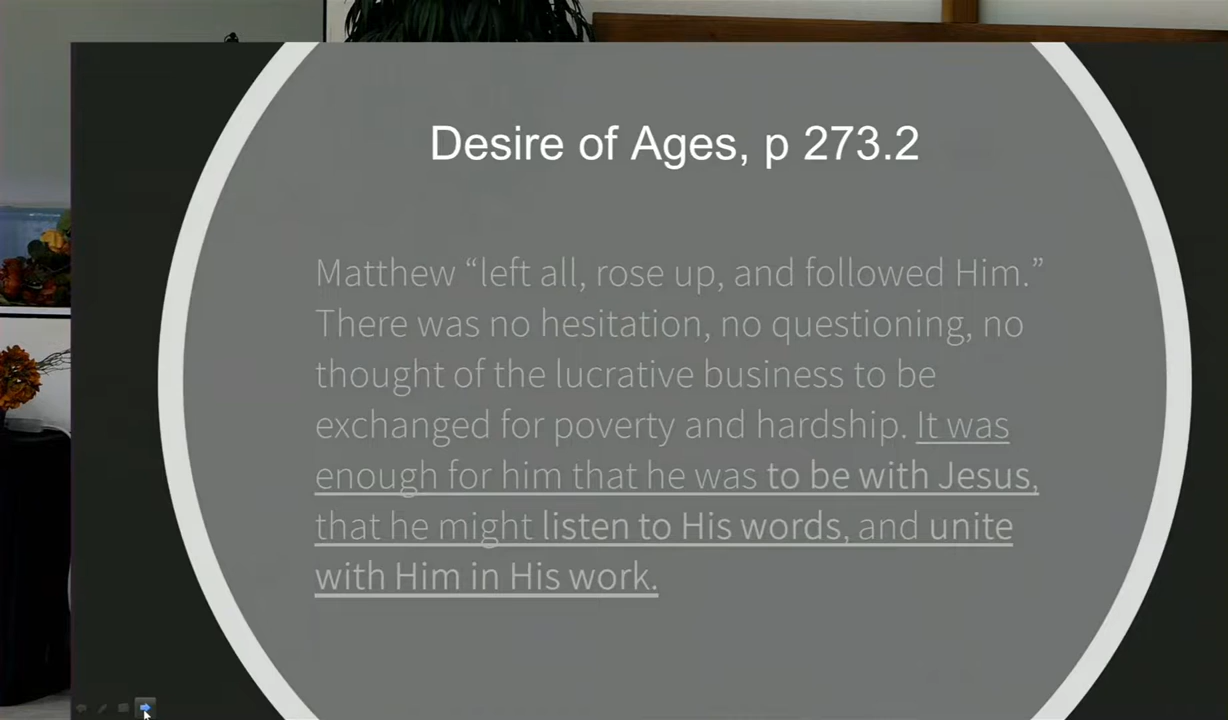 Desire of Ages, p 273.2
Matthew “left all, rose up, and followed Him.”
There was no hesitation, no questioning, no
thought of the lucrative business to be
exchanged for poverty and hardship. It was
enough for him that he was to be with Jesus,
that he might listen to His words, and unite
with Him in His work.